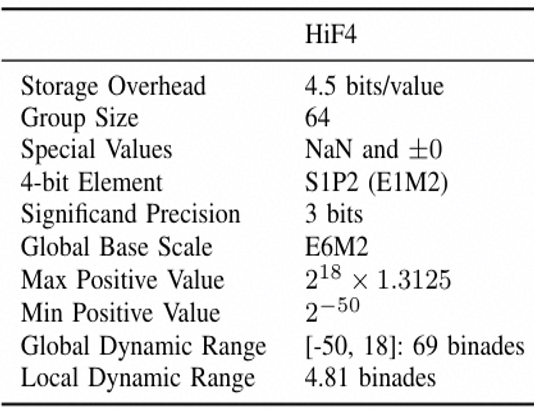 HiF4
Storage Overhead 4.5 bits/value
Group Size 64
Special Values NaN and ±0
4-bit Element S1P2 (E1M2)
Significand Precision 3 bits
Global Base Scale E6M2
Max Positive Value 2^18 × 1.3125
Min Positive Value 2^−50
Global Dynamic Range [-50, 18]: 69 binades
Local Dynamic Range 4.81 binades